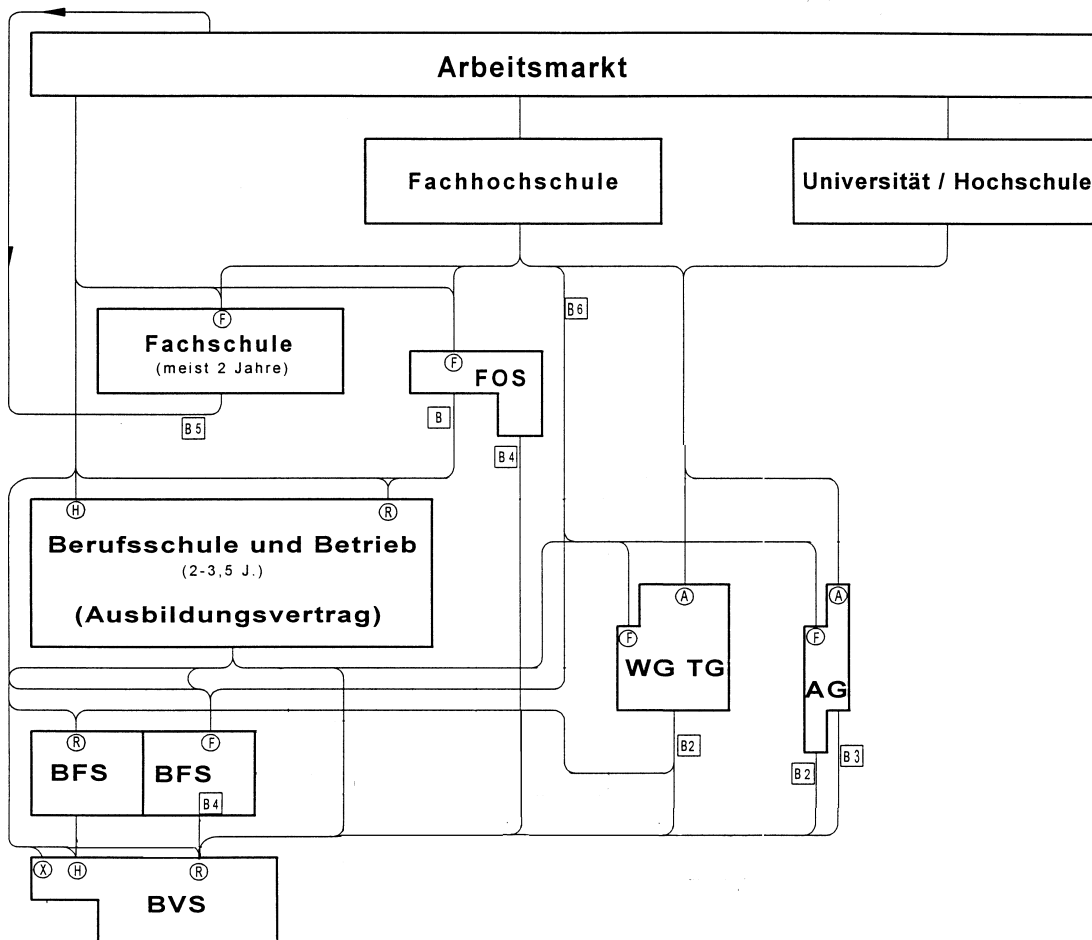 Arbeitsmarkt
Fachhochschule
Universität / Hochschule
B6
F
Fachschule
(meist 2 Jahre)
F
FOS
B5
B
B4
H
R
Berufsschule und Betrieb
(2-3,5 J.)
(Ausbildungsvertrag)
A
A
F
F
WG TG
AG
R
F
B2
B3
BFS
BFS
B2
B4
X
H
R
BVS